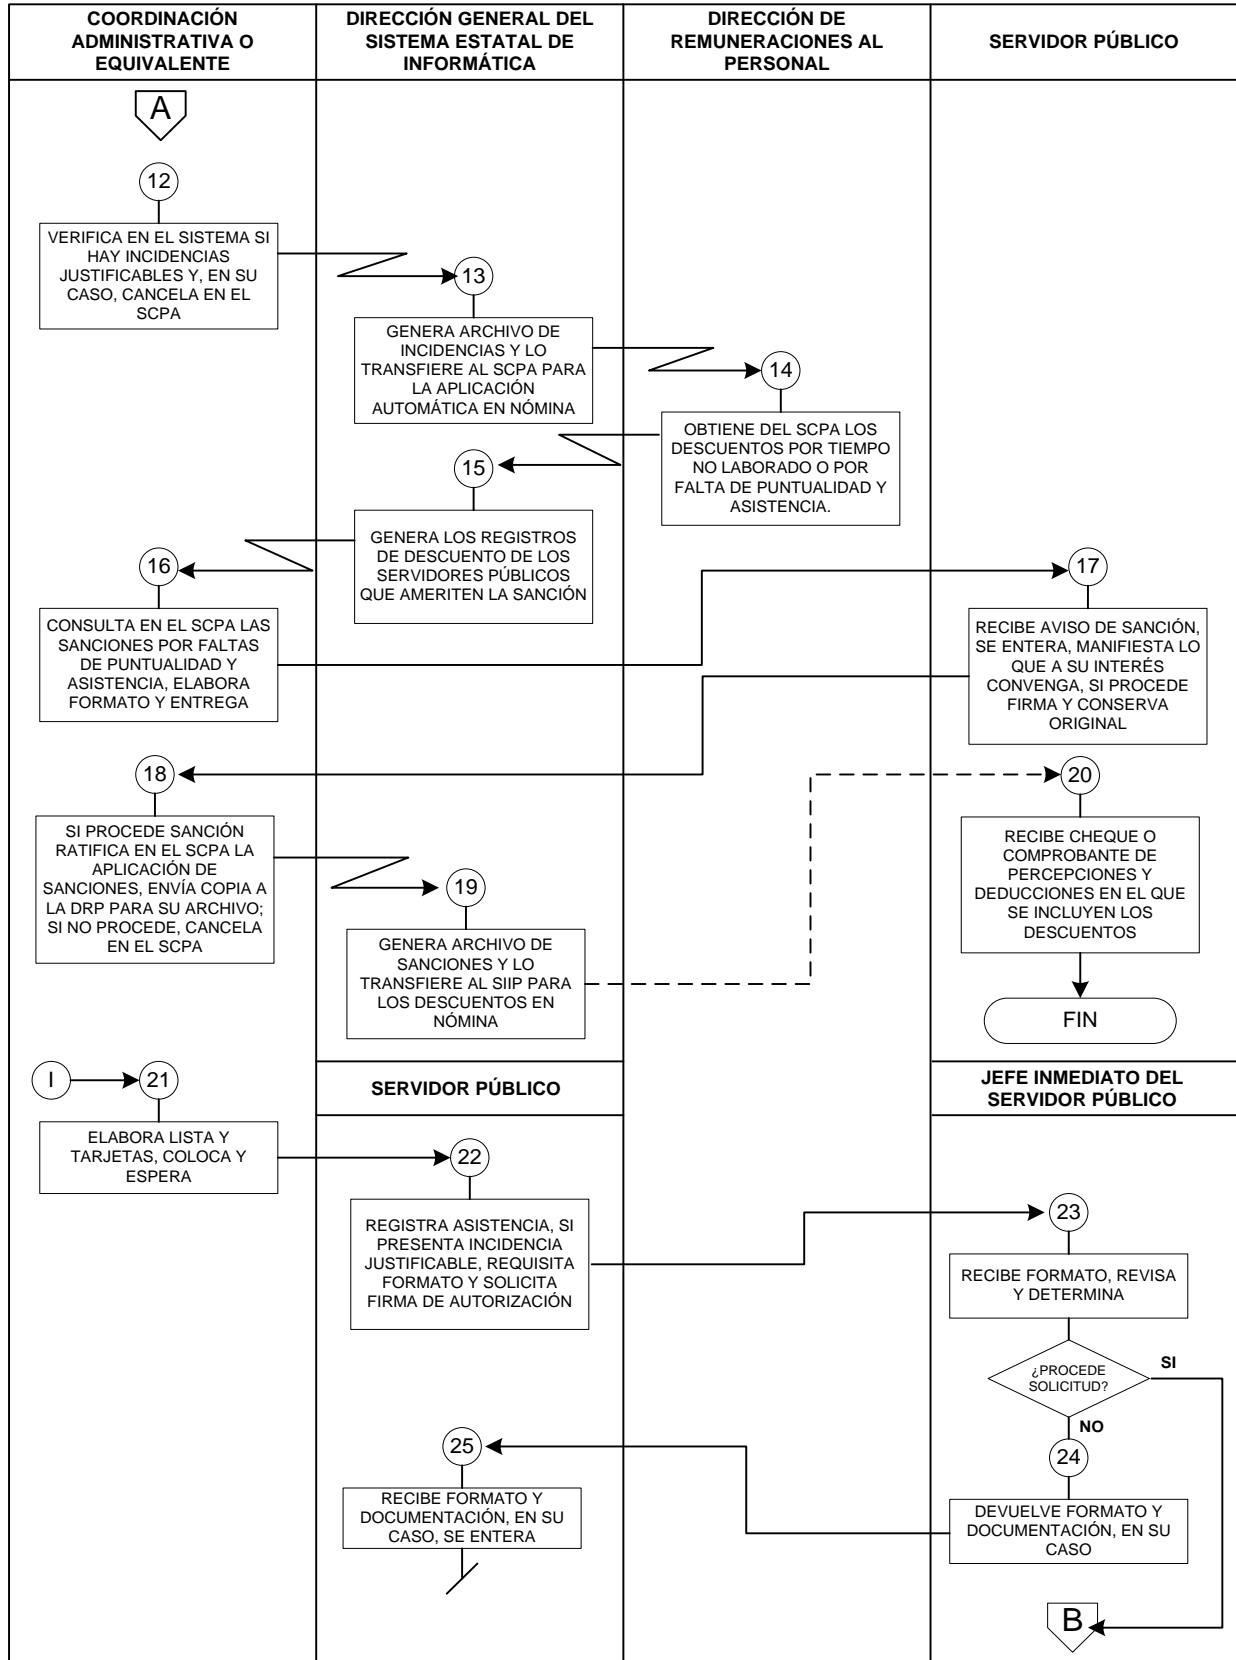 COORDINACIÓN
ADMINISTRATIVA O
EQUIVALENTE
DIRECCIÓN GENERAL DEL
SISTEMA ESTATAL DE
INFORMÁTICA
DIRECCIÓN DE
REMUNERACIONES AL
PERSONAL
SERVIDOR PÚBLICO
A
12
VERIFICA EN EL SISTEMA SI
HAY INCIDENCIAS
JUSTIFICABLES Y, EN SU
CASO, CANCELA EN EL
SCPA
13
GENERA ARCHIVO DE
INCIDENCIAS Y LO
TRANSFIERE AL SCPA PARA
LA APLICACIÓN
AUTOMÁTICA EN NÓMINA
14
OBTIENE DEL SCPA LOS
DESCUENTOS POR TIEMPO
NO LABORADO O POR
FALTA DE PUNTUALIDAD Y
ASISTENCIA.
15
GENERA LOS REGISTROS
DE DESCUENTO DE LOS
SERVIDORES PÚBLICOS
QUE AMERITEN LA SANCIÓN
16
CONSULTA EN EL SCPA LAS
SANCIONES POR FALTAS
DE PUNTUALIDAD Y
ASISTENCIA, ELABORA
FORMATO Y ENTREGA
17
RECIBE AVISO DE SANCIÓN,
SE ENTERA, MANIFIESTA LO
QUE A SU INTERÉS
CONVENGA, SI PROCEDE
FIRMA Y CONSERVA
ORIGINAL
18
SI PROCEDE SANCIÓN
RATIFICA EN EL SCPA LA
APLICACIÓN DE
SANCIONES, ENVÍA COPIA A
LA DRP PARA SU ARCHIVO;
SI NO PROCEDE, CANCELA
EN EL SCPA
19
GENERA ARCHIVO DE
SANCIONES Y LO
TRANSFIERE AL SIIP PARA
LOS DESCUENTOS EN
NÓMINA
20
RECIBE CHEQUE O
COMPROBANTE DE
PERCEPCIONES Y
DEDUCCIONES EN EL QUE
SE INCLUYEN LOS
DESCUENTOS
FIN
SERVIDOR PÚBLICO
JEFE INMEDIATO DEL
SERVIDOR PÚBLICO
I
21
ELABORA LISTA Y
TARJETAS, COLOCA Y
ESPERA
22
REGISTRA ASISTENCIA, SI
PRESENTA INCIDENCIA
JUSTIFICABLE, REQUISITA
FORMATO Y SOLICITA
FIRMA DE AUTORIZACIÓN
23
RECIBE FORMATO, REVISA
Y DETERMINA
¿PROCEDE
SOLICITUD?
SI
NO
24
DEVUELVE FORMATO Y
DOCUMENTACIÓN, EN SU
CASO
25
RECIBE FORMATO Y
DOCUMENTACIÓN, EN SU
CASO, SE ENTERA
B